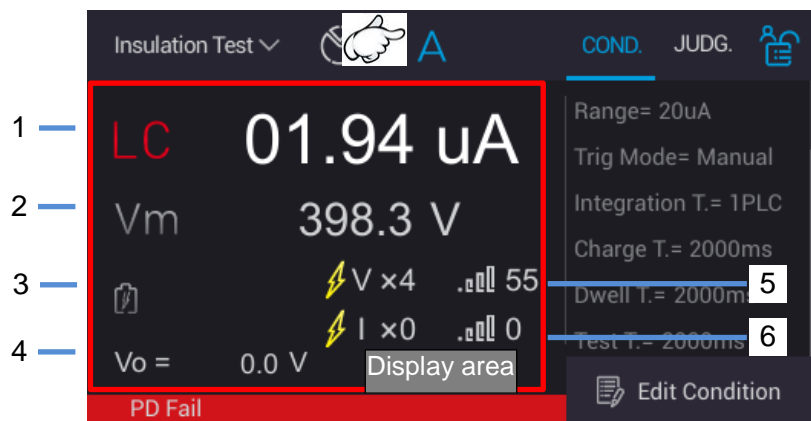 Insulation Test A COND. JUDG.
1 LC 01.94 uA
2 Vm 398.3 V
3 V ×4 55 5
I ×0 0 6
4 Vo = 0.0 V
Display area
PD Fail
Range= 20uA
Trig Mode= Manual
Integration T.= 1PLC
Charge T.= 2000ms
Dwell T.= 2000ms
Test T.= 2000ms
Edit Condition